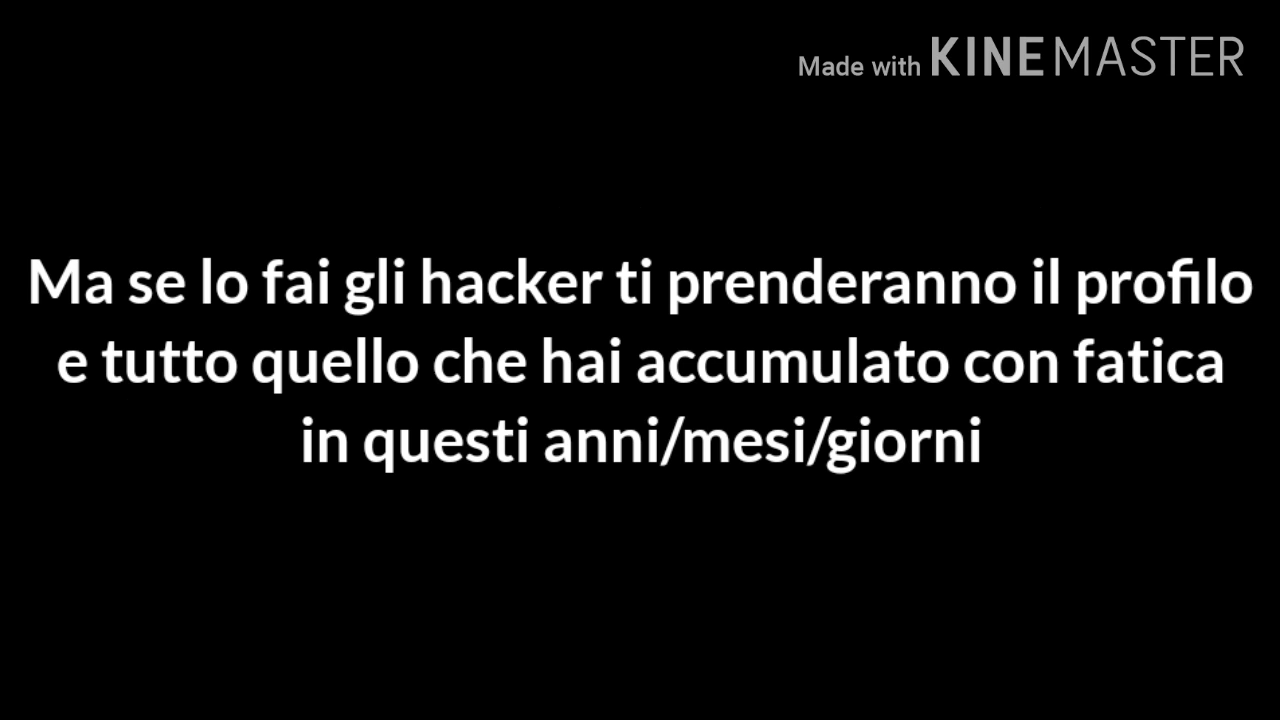 Made with KINEMASTER
Ma se lo fai gli hacker ti prenderanno il profilo
e tutto quello che hai accumulato con fatica
in questi anni/mesi/giorni